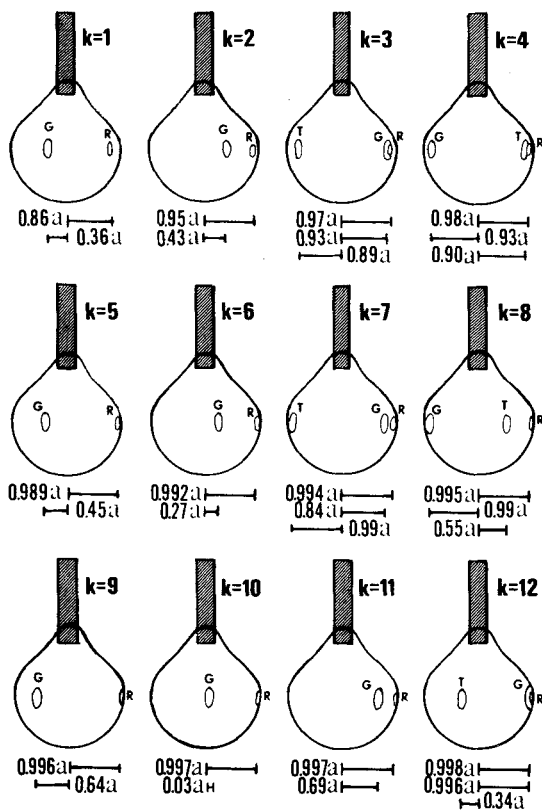 k=1 k=2 k=3 k=4
G R G R T G R G T R
0.86a 0.95a 0.97a 0.98a
0.36a 0.43a 0.93a 0.93a
0.89a 0.90a
k=5 k=6 k=7 k=8
G R G R T G R G T R
0.989a 0.992a 0.994a 0.995a
0.45a 0.27a 0.84a 0.99a
0.99a 0.55a
k=9 k=10 k=11 k=12
G R G R G R T G R
0.996a 0.997a 0.997a 0.998a
0.64a 0.03a 0.69a 0.996a
0.34a